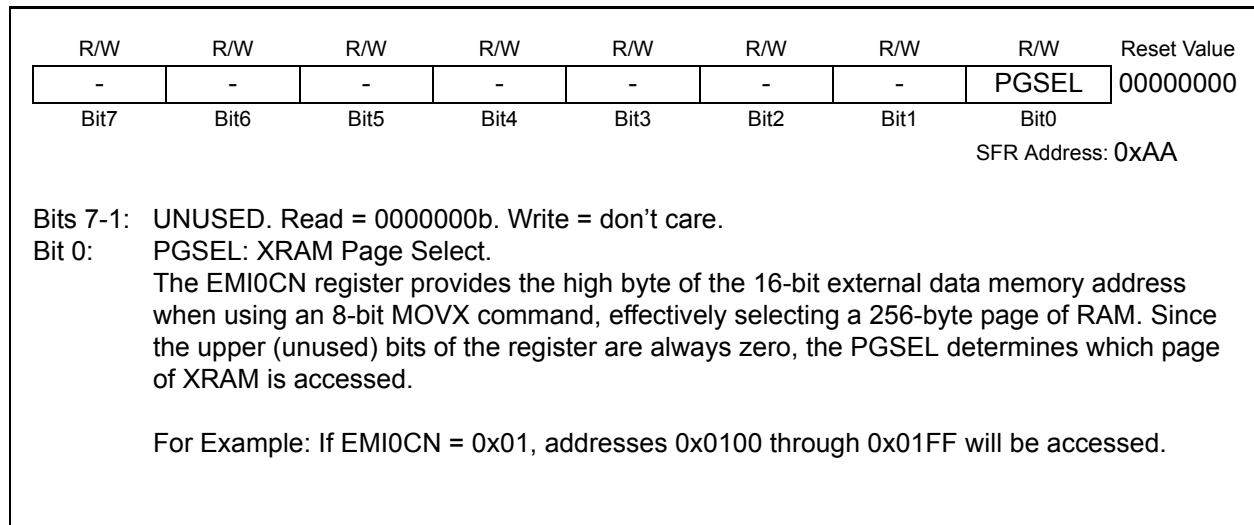 R/W R/W R/W R/W R/W R/W R/W R/W Reset Value
- - - - - - - PGSEL 00000000
Bit7 Bit6 Bit5 Bit4 Bit3 Bit2 Bit1 Bit0
SFR Address: 0xAA
Bits 7-1: UNUSED. Read = 0000000b. Write = don’t care.
Bit 0: PGSEL: XRAM Page Select.
The EMI0CN register provides the high byte of the 16-bit external data memory address
when using an 8-bit MOVX command, effectively selecting a 256-byte page of RAM. Since
the upper (unused) bits of the register are always zero, the PGSEL determines which page
of XRAM is accessed.
For Example: If EMI0CN = 0x01, addresses 0x0100 through 0x01FF will be accessed.